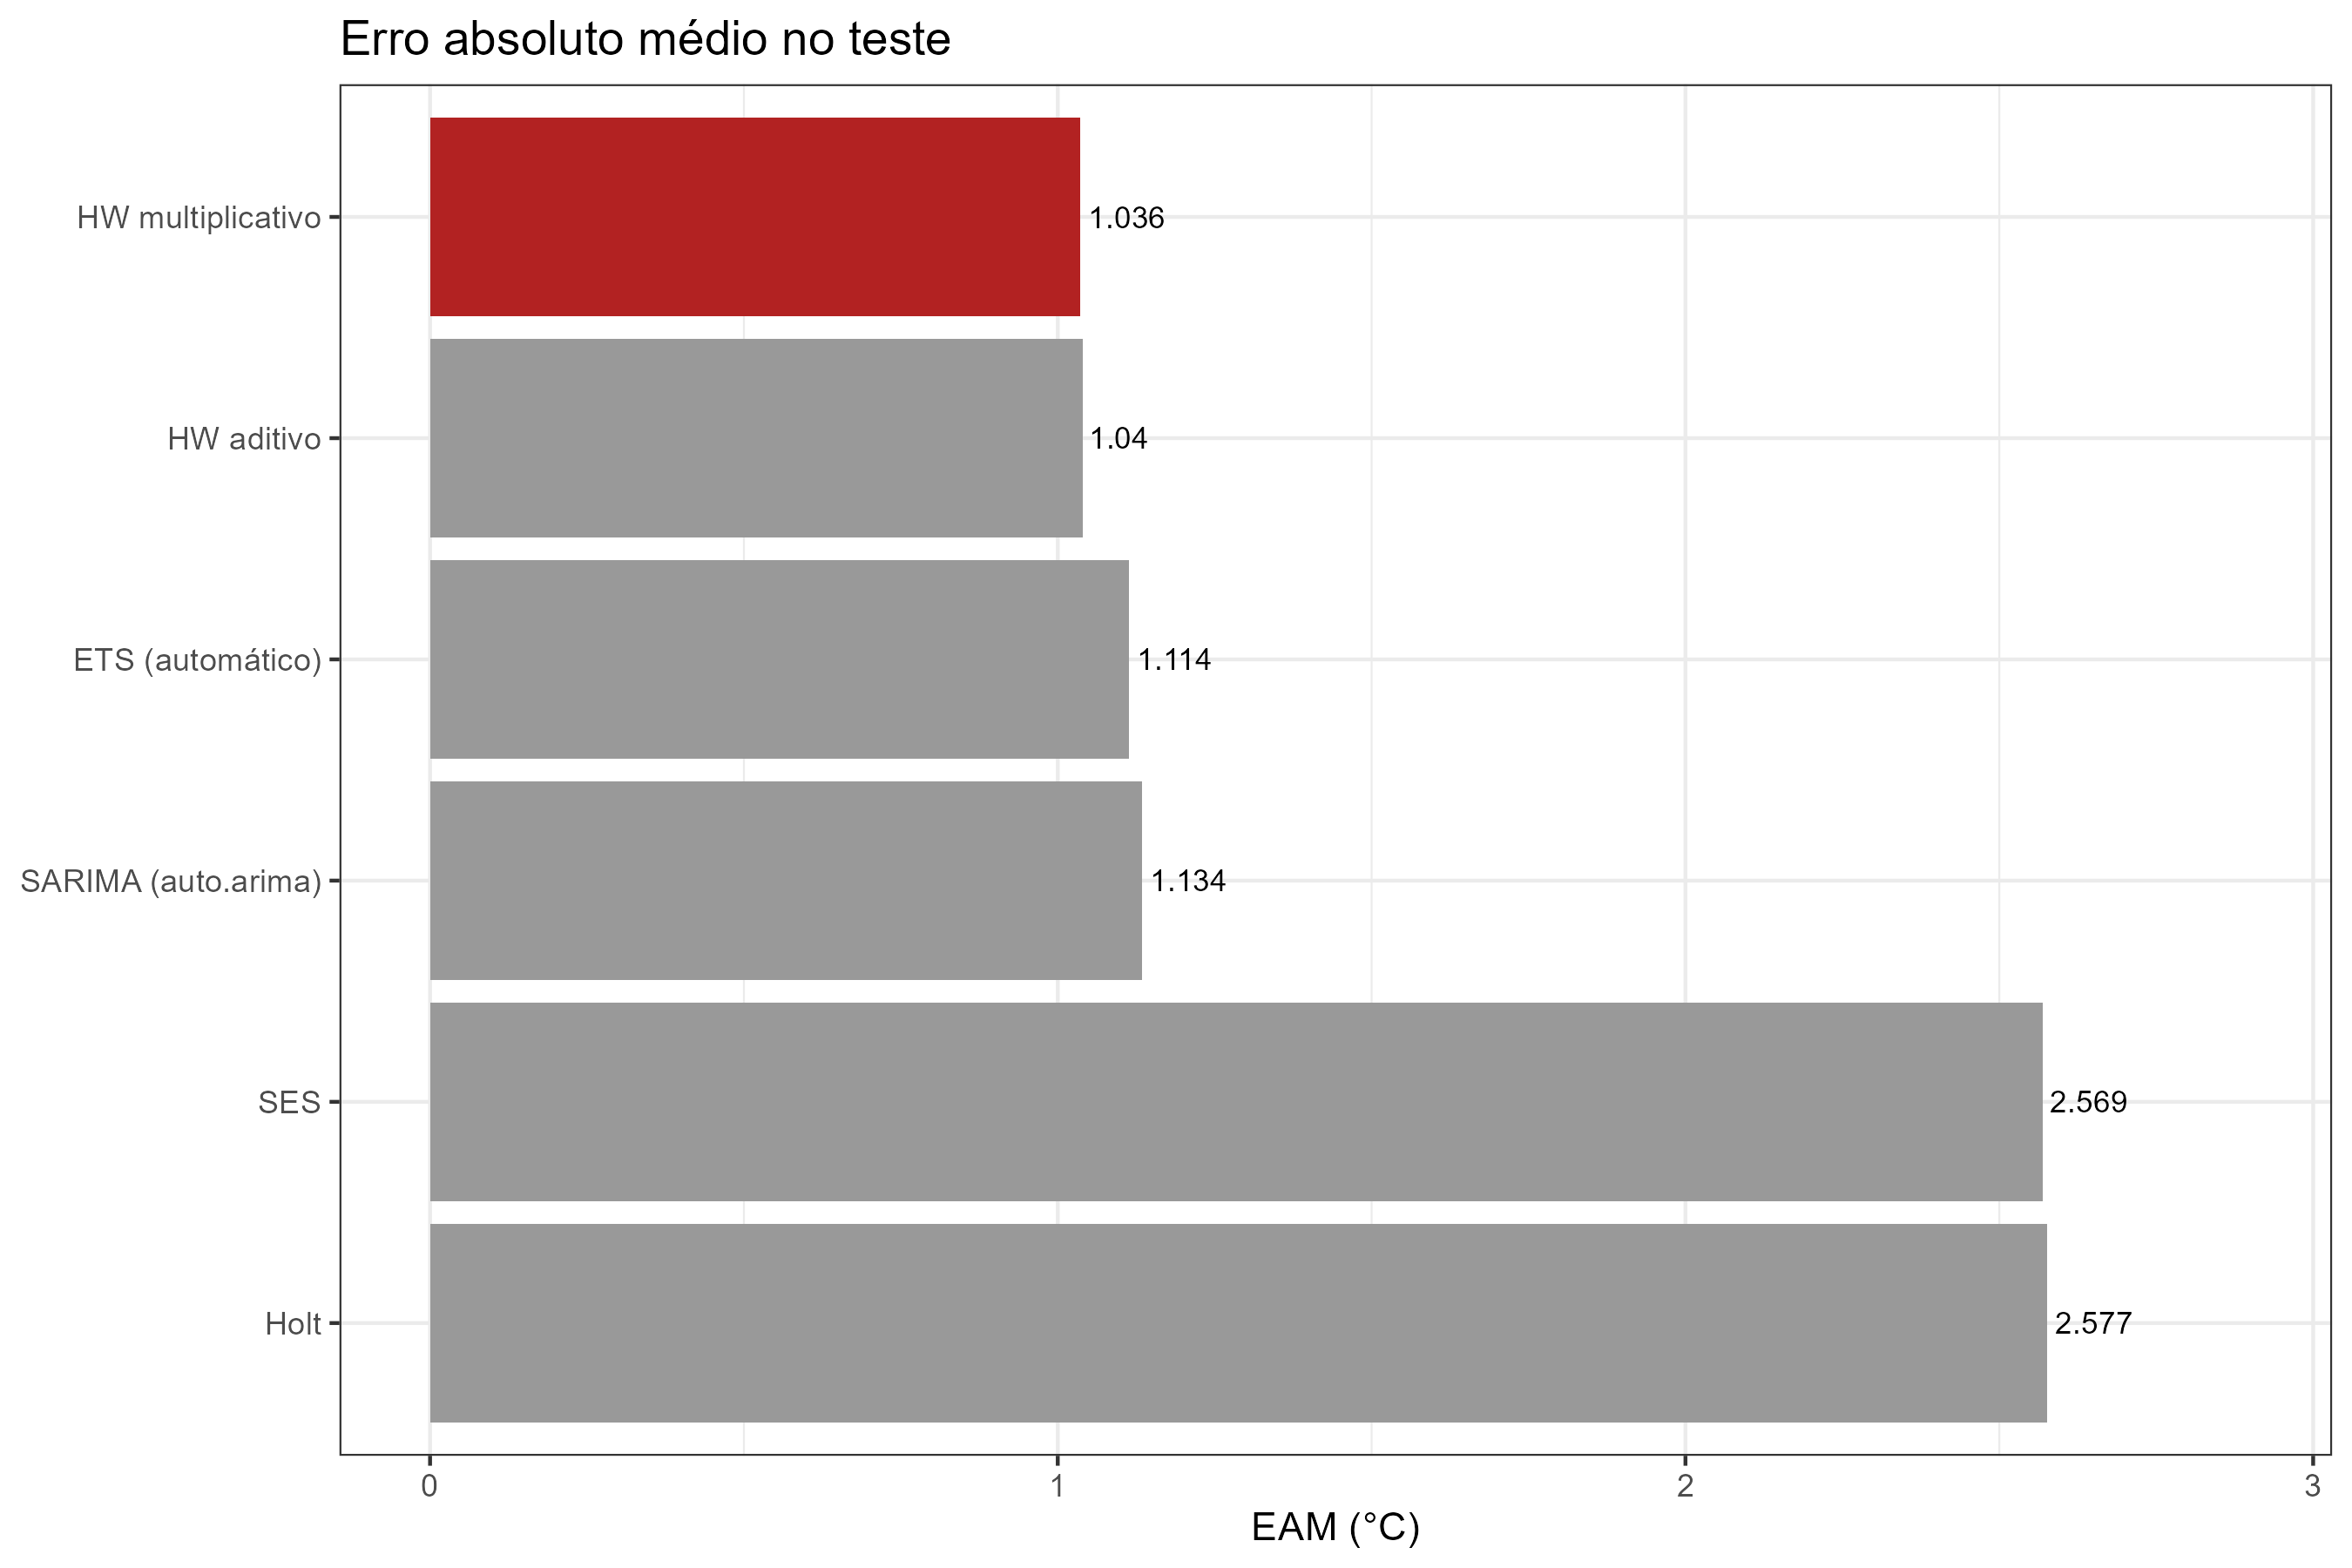 Erro absoluto médio no teste
HW multiplicativo 1.036
HW aditivo 1.04
ETS (automático) 1.114
SARIMA (auto.arima) 1.134
SES 2.569
Holt 2.577
0 1 2 3
EAM (°C)